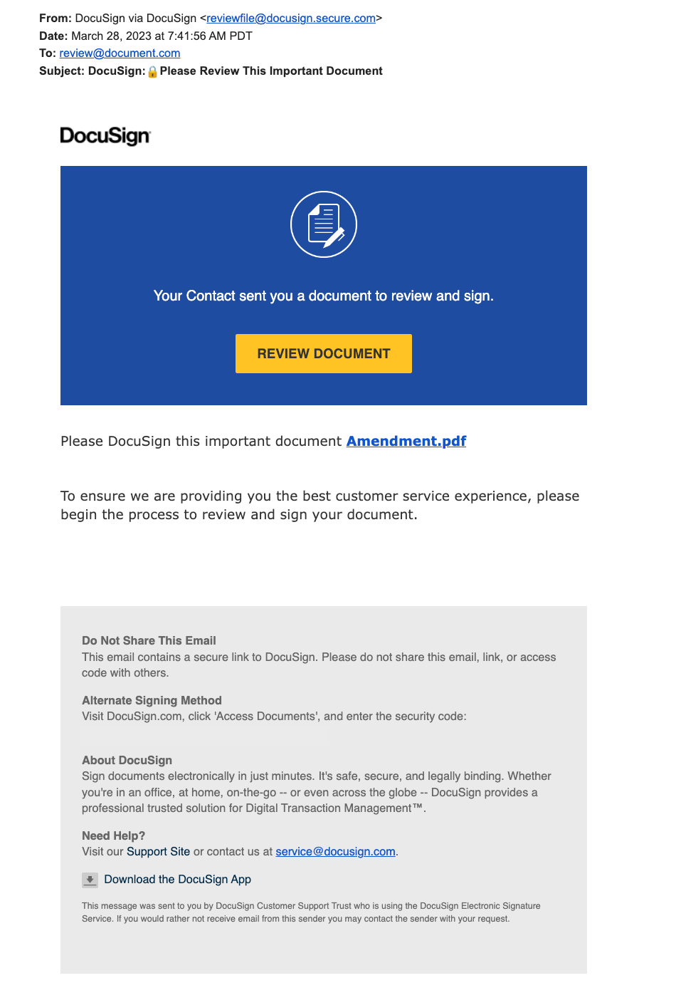 From: DocuSign via DocuSign <reviewfile@docusign.secure.com>
Date: March 28, 2023 at 7:41:56 AM PDT
To: review@document.com
Subject: DocuSign:🔒Please Review This Important Document
DocuSign
Your Contact sent you a document to review and sign.
REVIEW DOCUMENT
Please DocuSign this important document Amendment.pdf
To ensure we are providing you the best customer service experience, please
begin the process to review and sign your document.
Do Not Share This Email
This email contains a secure link to DocuSign. Please do not share this email, link, or access
code with others.
Alternate Signing Method
Visit DocuSign.com, click 'Access Documents', and enter the security code:
About DocuSign
Sign documents electronically in just minutes. It's safe, secure, and legally binding. Whether
you're in an office, at home, on-the-go -- or even across the globe -- DocuSign provides a
professional trusted solution for Digital Transaction Management™.
Need Help?
Visit our Support Site or contact us at service@docusign.com.
Download the DocuSign App
This message was sent to you by DocuSign Customer Support Trust who is using the DocuSign Electronic Signature
Service. If you would rather not receive email from this sender you may contact the sender with your request.